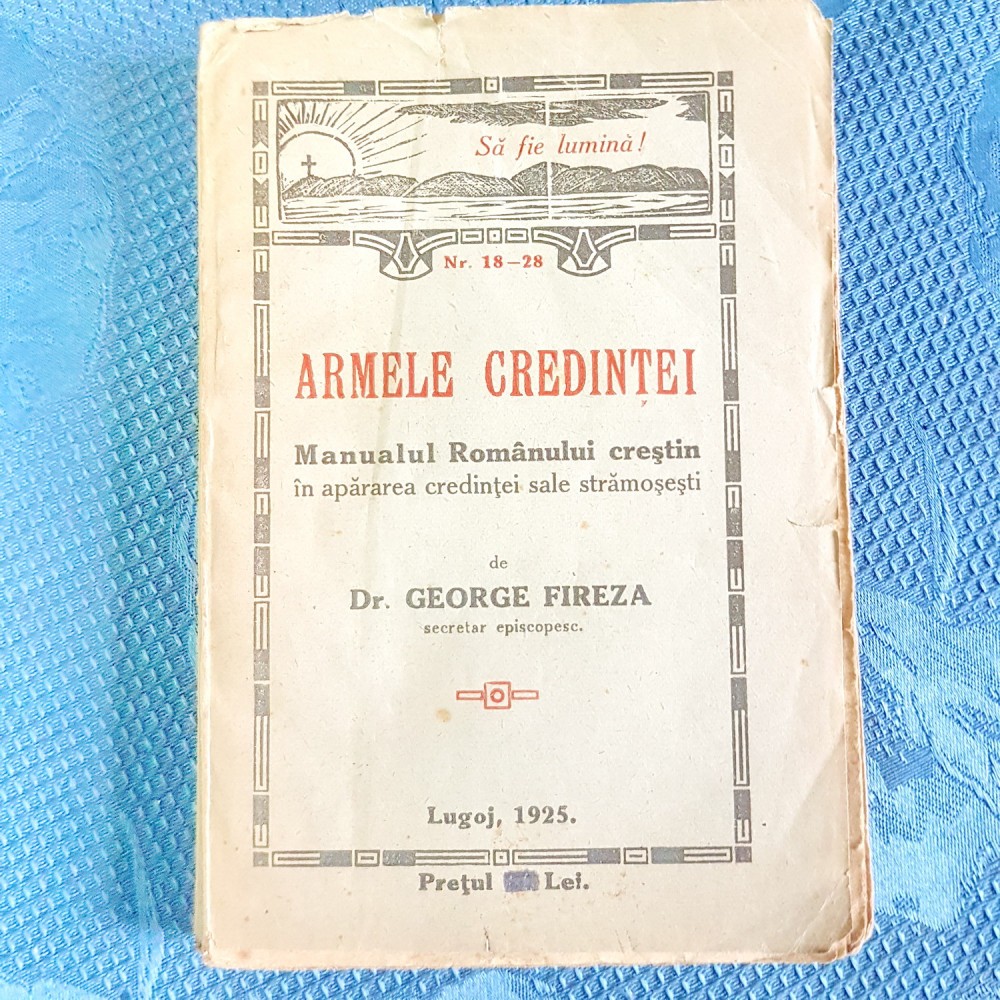 Să fie lumină!
Nr. 18–28
ARMELE CREDINȚEI
Manualul Românului creştin
în apărarea credinţei sale strămoşeşti
de
Dr. GEORGE FIREZA
secretar episcopesc.
Lugoj, 1925.
Preţul Lei.